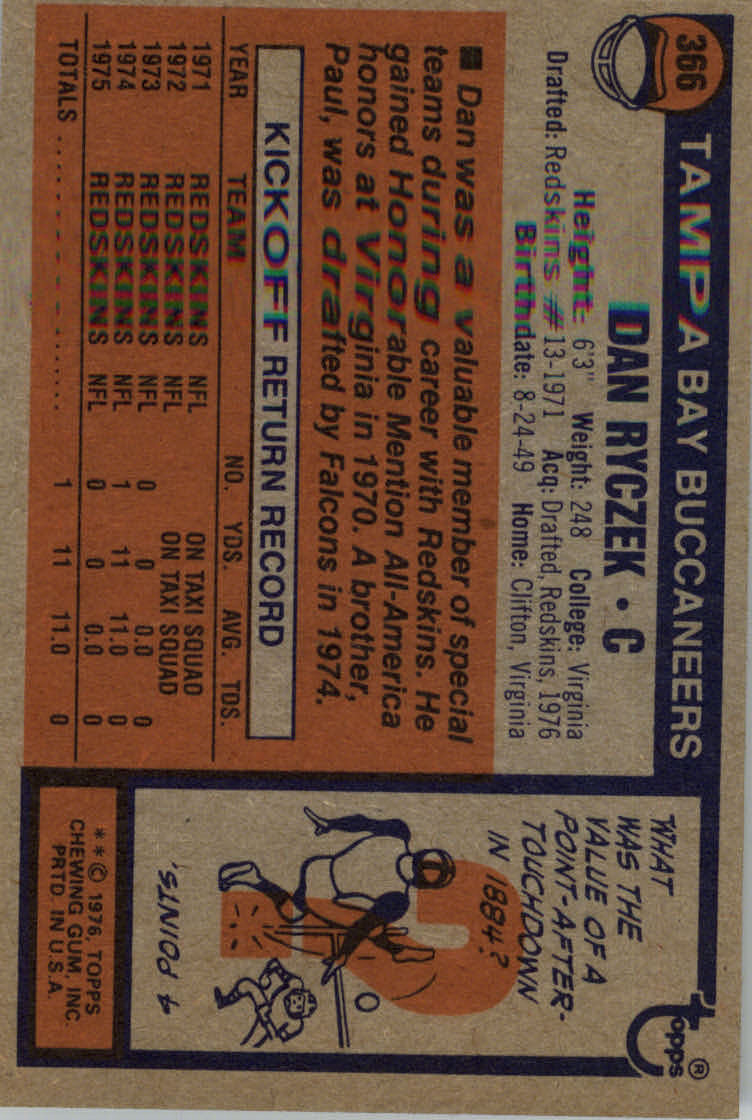 366
TAMPA BAY BUCCANEERS
DAN RYCZEK • C
Height: 6'3" Weight: 248 College: Virginia
Drafted: Redskins #13-1971 Acq: Drafted, Redskins, 1976
Birthdate: 8-24-49 Home: Clifton, Virginia
■ Dan was a valuable member of special
teams during career with Redskins. He
gained Honorable Mention All-America
honors at Virginia in 1970. A brother,
Paul, was drafted by Falcons in 1974.
KICKOFF RETURN RECORD
YEAR TEAM NO. YDS. AVG. TDS.
1971 REDSKINS NFL ON TAXI SQUAD
1972 REDSKINS NFL ON TAXI SQUAD
1973 REDSKINS NFL 0 0 0.0 0
1974 REDSKINS NFL 1 11 11.0 0
1975 REDSKINS NFL 0 0 0.0 0
TOTALS .................... 1 11 11.0 0
topps®
WHAT
WAS THE
VALUE OF A
POINT-AFTER-
TOUCHDOWN
IN 1884?
4 POINTS.
**© 1976, TOPPS
CHEWING GUM, INC.
PRTD. IN U.S.A.